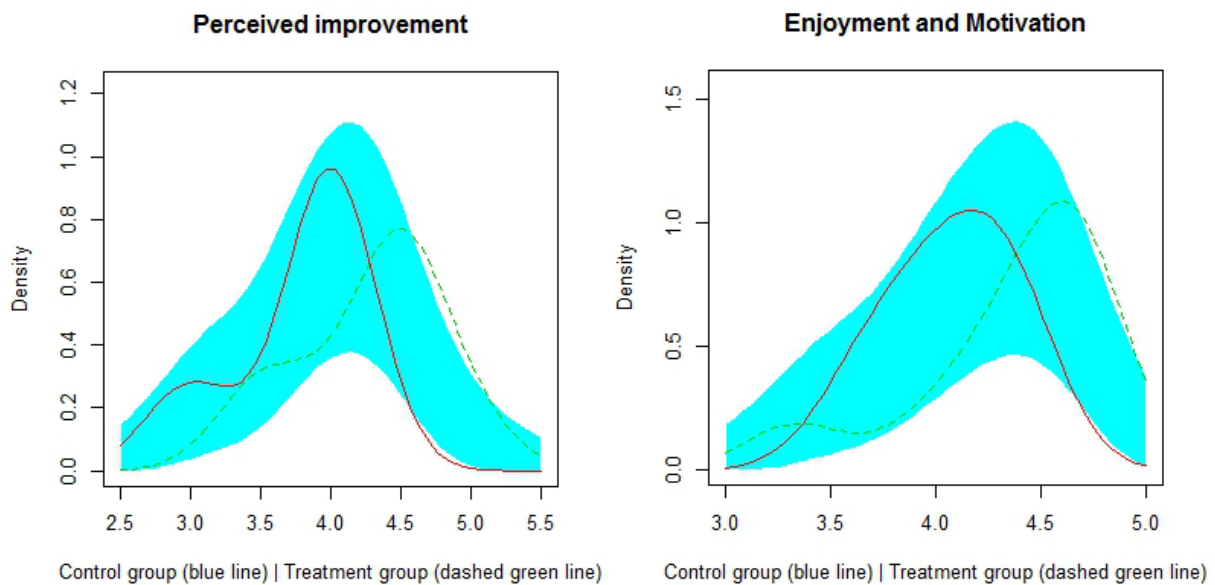 Perceived improvement
Density
1.2
1.0
0.8
0.6
0.4
0.2
0.0
2.5 3.0 3.5 4.0 4.5 5.0 5.5
Control group (blue line) | Treatment group (dashed green line)
Enjoyment and Motivation
Density
1.5
1.0
0.5
0.0
3.0 3.5 4.0 4.5 5.0
Control group (blue line) | Treatment group (dashed green line)